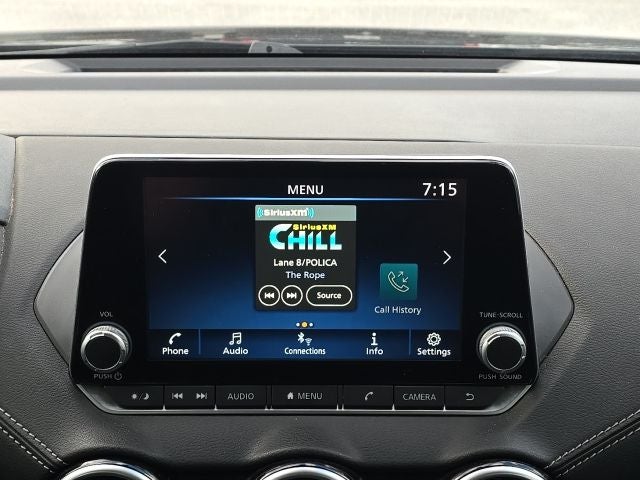 MENU
7:15
SiriusXM
SiriusXM
CHILL
Lane 8/POLICA
The Rope
Source
Call History
VOL
TUNE·SCROLL
Phone
Audio
Connections
Info
Settings
PUSH
PUSH SOUND
AUDIO
MENU
CAMERA